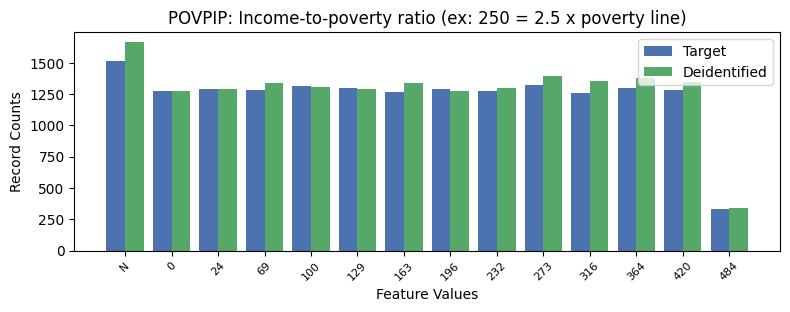 POVPIP: Income-to-poverty ratio (ex: 250 = 2.5 x poverty line)
Target
Deidentified
Record Counts
1500
1250
1000
750
500
250
0
N 0 24 69 100 129 163 196 232 273 316 364 420 484
Feature Values